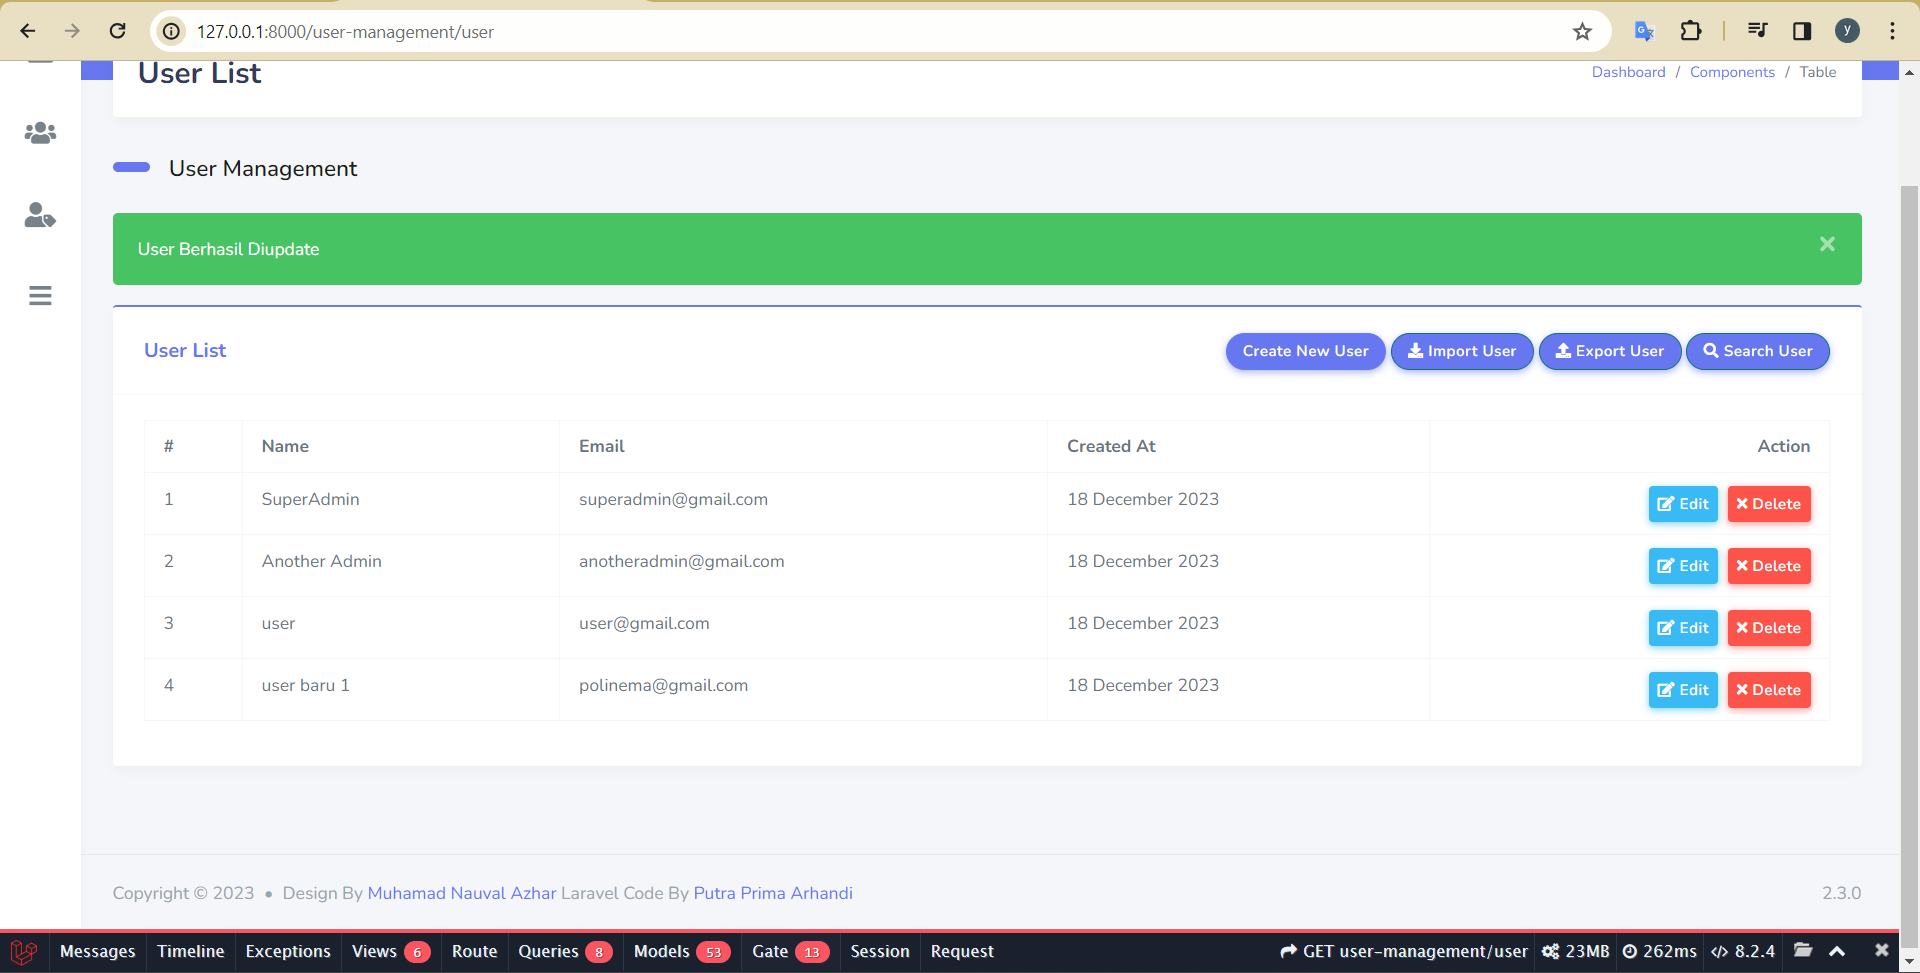 127.0.0.1:8000/user-management/user
y
User List
Dashboard / Components / Table
User Management
User Berhasil Diupdate
User List
Create New User Import User Export User Search User
# Name Email Created At Action
1 SuperAdmin superadmin@gmail.com 18 December 2023 Edit Delete
2 Another Admin anotheradmin@gmail.com 18 December 2023 Edit Delete
3 user user@gmail.com 18 December 2023 Edit Delete
4 user baru 1 polinema@gmail.com 18 December 2023 Edit Delete
Copyright © 2023 • Design By Muhamad Nauval Azhar Laravel Code By Putra Prima Arhandi 2.3.0
Messages Timeline Exceptions Views 6 Route Queries 8 Models 53 Gate 13 Session Request GET user-management/user 23MB 262ms 8.2.4